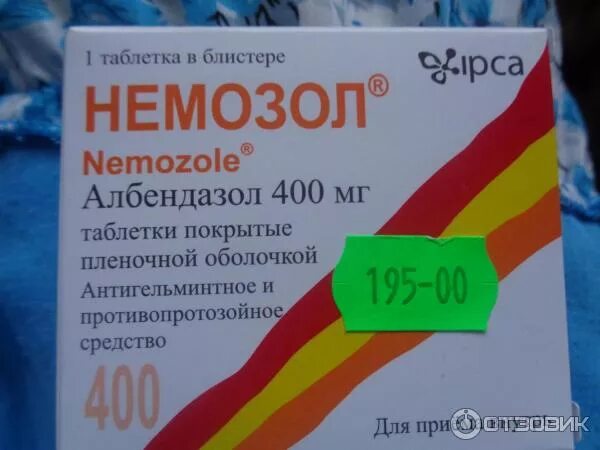 1 таблетка в блистере
ipca
НЕМОЗОЛ®
Nemozole®
Албендазол 400 мг
таблетки покрытые
пленочной оболочкой
195-00
Антигельминтное и
противопротозойное
средство
400
Для
ОТЗОВИК